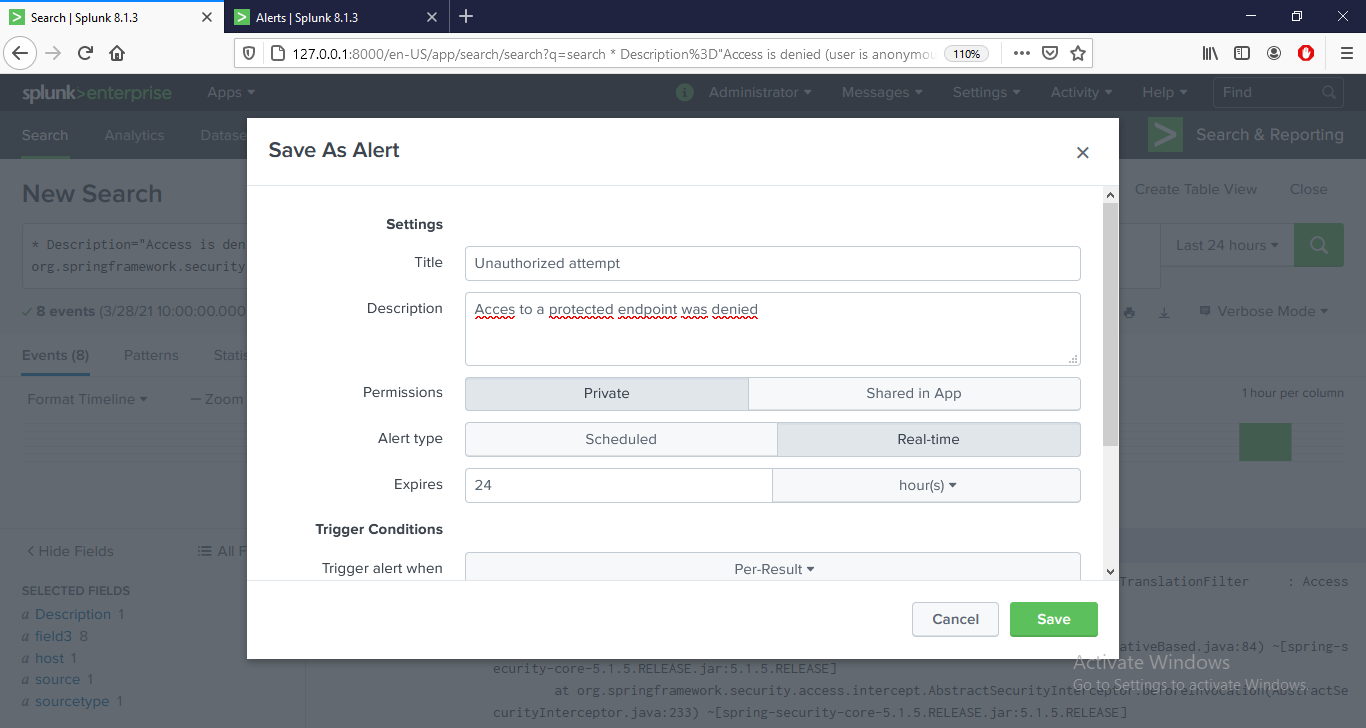 Search | Splunk 8.1.3
Alerts | Splunk 8.1.3
127.0.0.1:8000/en-US/app/search/search?q=search * Description%3D"Access is denied (user is anonymou
110%
splunk>enterprise Apps
Administrator Messages Settings Activity Help Find
Search Analytics Datase
Search & Reporting
Save As Alert
New Search
Create Table View Close
* Description="Access is den
org.springframework.security
Last 24 hours
8 events (3/28/21 10:00:00.000
Verbose Mode
Events (8) Patterns Statis
Format Timeline — Zoom
1 hour per column
Settings
Title Unauthorized attempt
Description Acces to a protected endpoint was denied
Permissions Private Shared in App
Alert type Scheduled Real-time
Expires 24 hour(s)
Trigger Conditions
Trigger alert when Per-Result
Cancel Save
< Hide Fields All F
SELECTED FIELDS
a Description 1
a field3 8
a host 1
a source 1
a sourcetype 1
TranslationFilter : Access
ativeBased.java:84) ~[spring-s
ecurity-core-5.1.5.RELEASE.jar:5.1.5.RELEASE]
at org.springframework.security.access.intercept.AbstractSecurityInterceptor.beforeInvocation(AbstractSe
curityInterceptor.java:233) ~[spring-security-core-5.1.5.RELEASE.jar:5.1.5.RELEASE]
Activate Windows
Go to Settings to activate Windows.